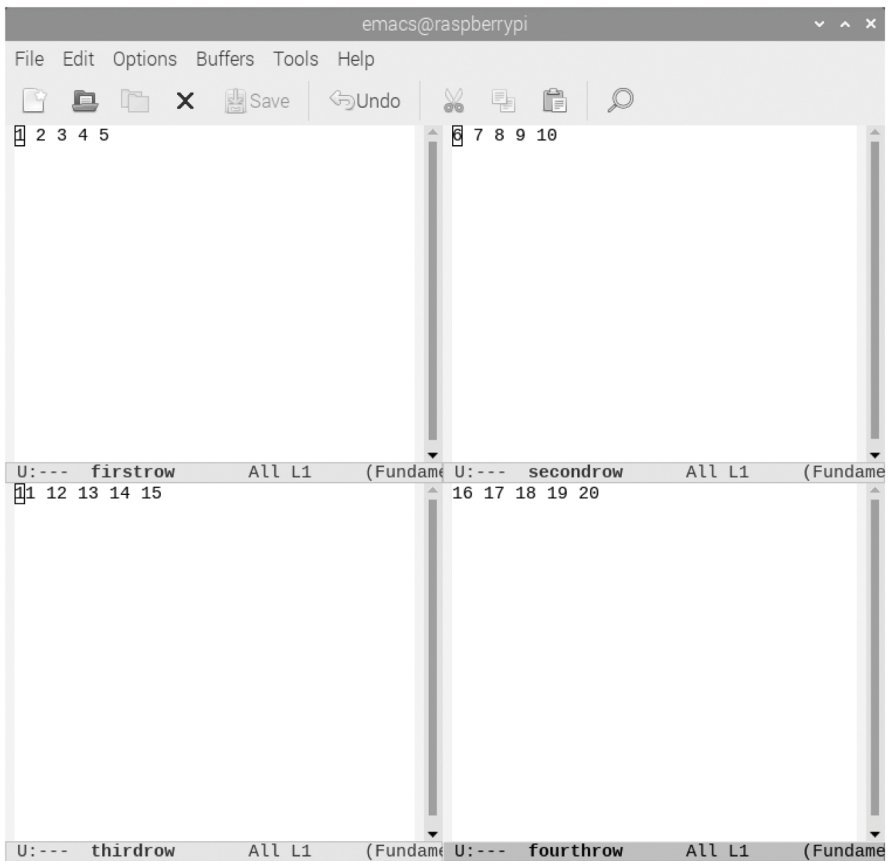 emacs@raspberrypi
File Edit Options Buffers Tools Help
Save Undo
1 2 3 4 5
6 7 8 9 10
U:--- firstrow All L1 (Fundame
U:--- secondrow All L1 (Fundame
11 12 13 14 15
16 17 18 19 20
U:--- thirdrow All L1 (Fundame
U:--- fourthrow All L1 (Fundame